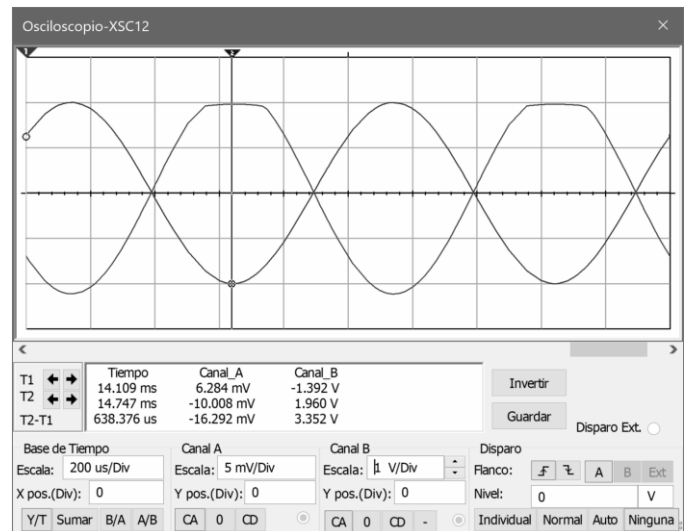 Osciloscopio-XSC12
1 2
T1 Tiempo Canal_A Canal_B
14.109 ms 6.284 mV -1.392 V
T2 14.747 ms -10.008 mV 1.960 V
T2-T1 638.376 us -16.292 mV 3.352 V
Invertir
Guardar
Disparo Ext.
Base de Tiempo Canal A Canal B Disparo
Escala: 200 us/Div Escala: 5 mV/Div Escala: 1 V/Div Flanco: A B Ext
X pos.(Div): 0 Y pos.(Div): 0 Y pos.(Div): 0 Nivel: 0 V
Y/T Sumar B/A A/B CA 0 CD CA 0 CD - Individual Normal Auto Ninguna